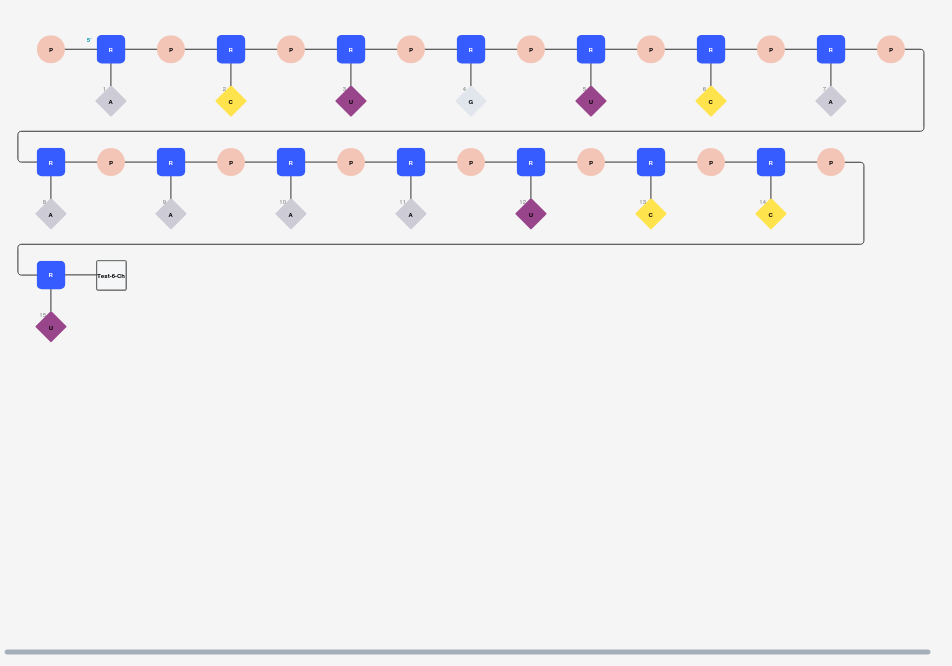 P 5' R P R P R P R P R P R P R P
1 A 2 C 3 U 4 G 5 U 6 C 7 A
R P R P R P R P R P R P R P
8 A 9 A 10 A 11 A 12 U 13 C 14 C
R Test-6-Ch
15 U